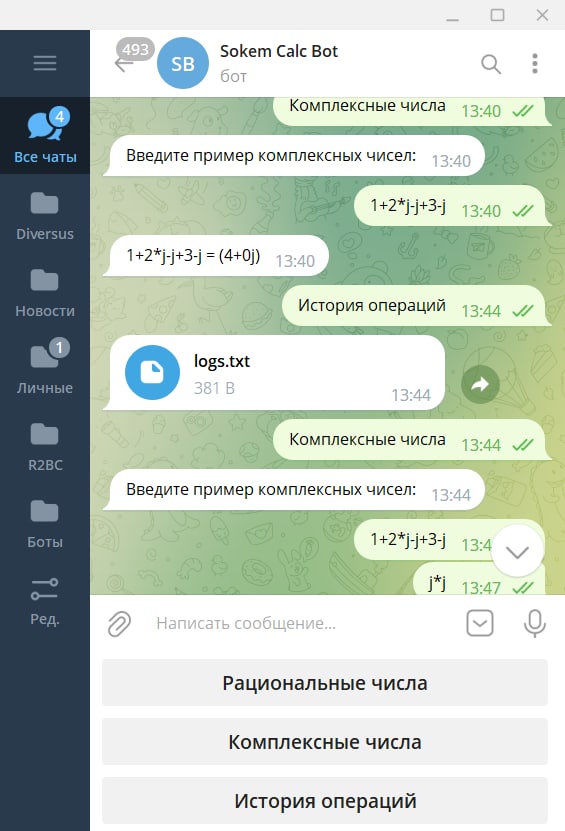 493
SB
Sokem Calc Bot
бот
4
Все чаты
Diversus
Новости
1
Личные
R2BC
Боты
Ред.
Комплексные числа 13:40
Введите пример комплексных чисел: 13:40
1+2*j-j+3-j 13:40
1+2*j-j+3-j = (4+0j) 13:40
История операций 13:44
logs.txt
381 B
13:44
Комплексные числа 13:44
Введите пример комплексных чисел: 13:44
1+2*j-j+3-j 13:4
j*j 13:47
Написать сообщение...
Рациональные числа
Комплексные числа
История операций